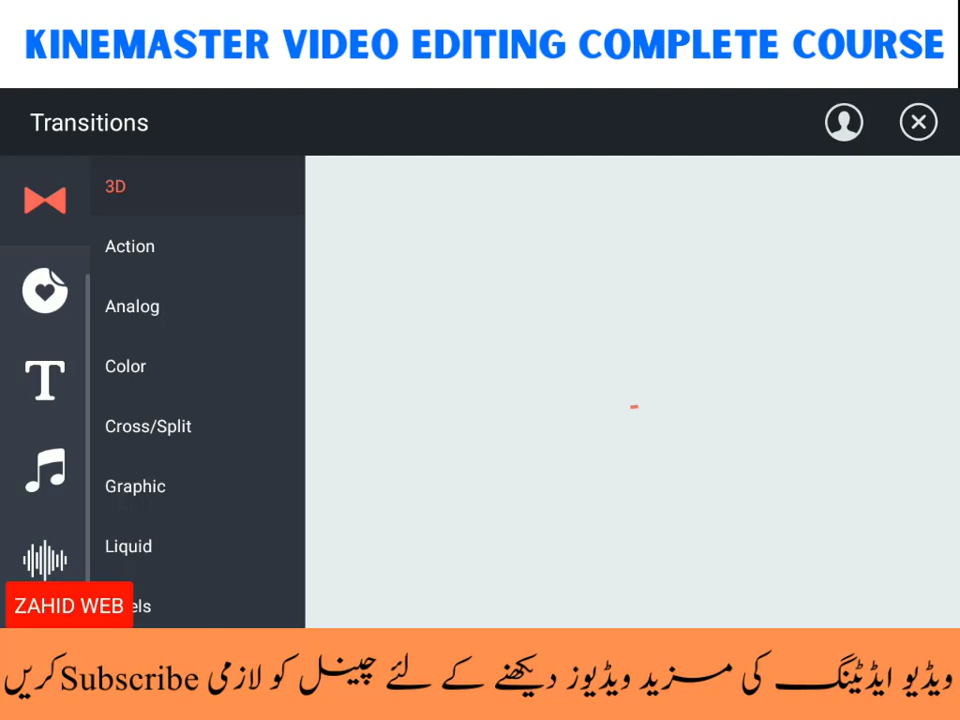 KINEMASTER VIDEO EDITING COMPLETE COURSE
Transitions
3D
Action
Analog
Color
Cross/Split
Graphic
Liquid
ZAHID WEB
ویڈیو ایڈیٹینگ کی مزید ویڈیوز دیکھنے کے لئے چینل کو لازمی Subscribe کریں